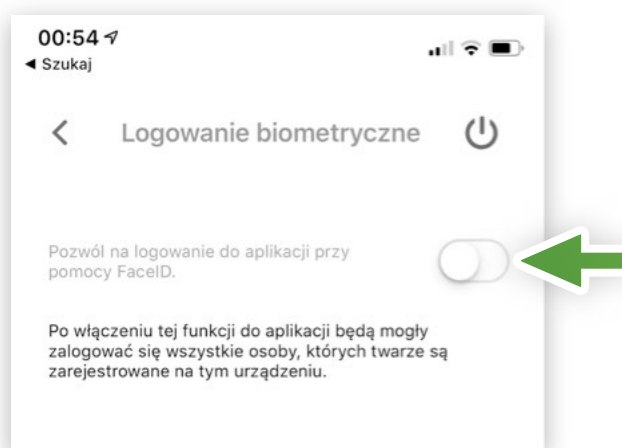 00:54
◀ Szukaj
Logowanie biometryczne
Pozwól na logowanie do aplikacji przy
pomocy FaceID.
Po włączeniu tej funkcji do aplikacji będą mogły
zalogować się wszystkie osoby, których twarze są
zarejestrowane na tym urządzeniu.